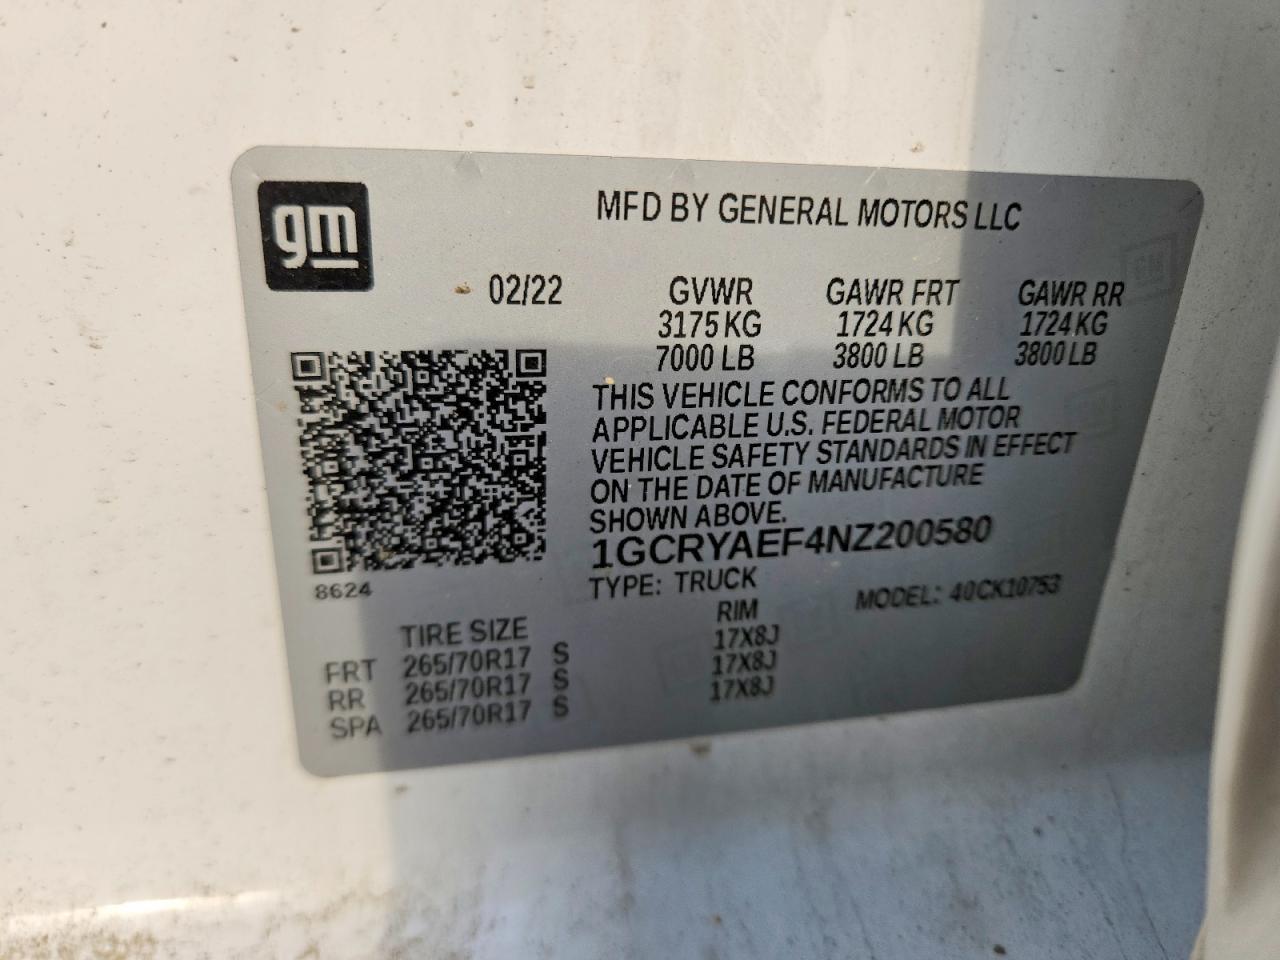 gm
MFD BY GENERAL MOTORS LLC
02/22 GVWR GAWR FRT GAWR RR
3175 KG 1724 KG 1724 KG
7000 LB 3800 LB 3800 LB
THIS VEHICLE CONFORMS TO ALL
APPLICABLE U.S. FEDERAL MOTOR
VEHICLE SAFETY STANDARDS IN EFFECT
ON THE DATE OF MANUFACTURE
SHOWN ABOVE.
1GCRYAEF4NZ200580
8624
TYPE: TRUCK MODEL: 40CK10753
TIRE SIZE RIM
FRT 265/70R17 S 17X8J
RR 265/70R17 S 17X8J
SPA 265/70R17 S 17X8J